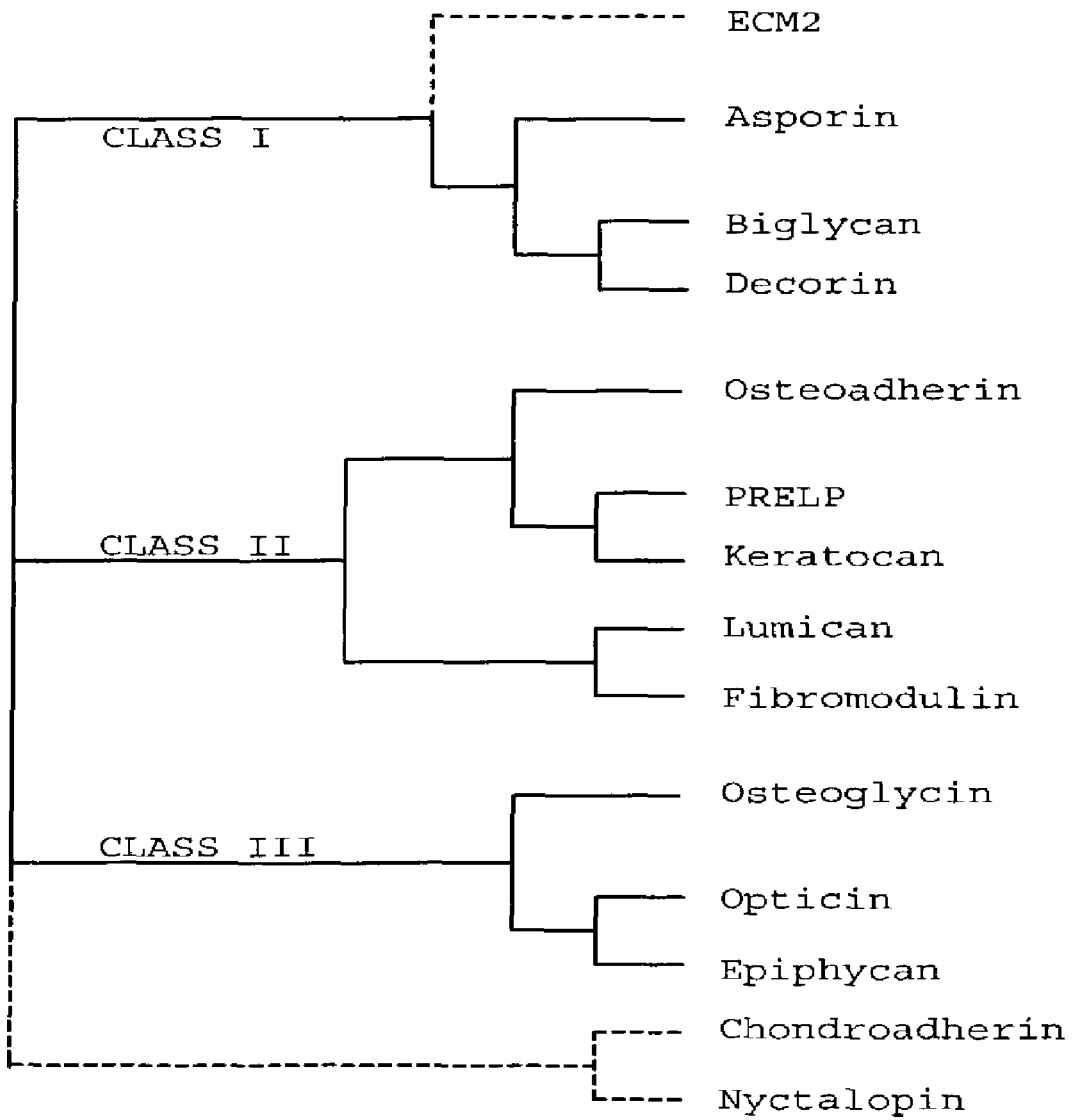 ECM2
CLASS I
Asporin
Biglycan
Decorin
Osteoadherin
PRELP
CLASS II
Keratocan
Lumican
Fibromodulin
Osteoglycin
CLASS III
Opticin
Epiphycan
Chondroadherin
Nyctalopin